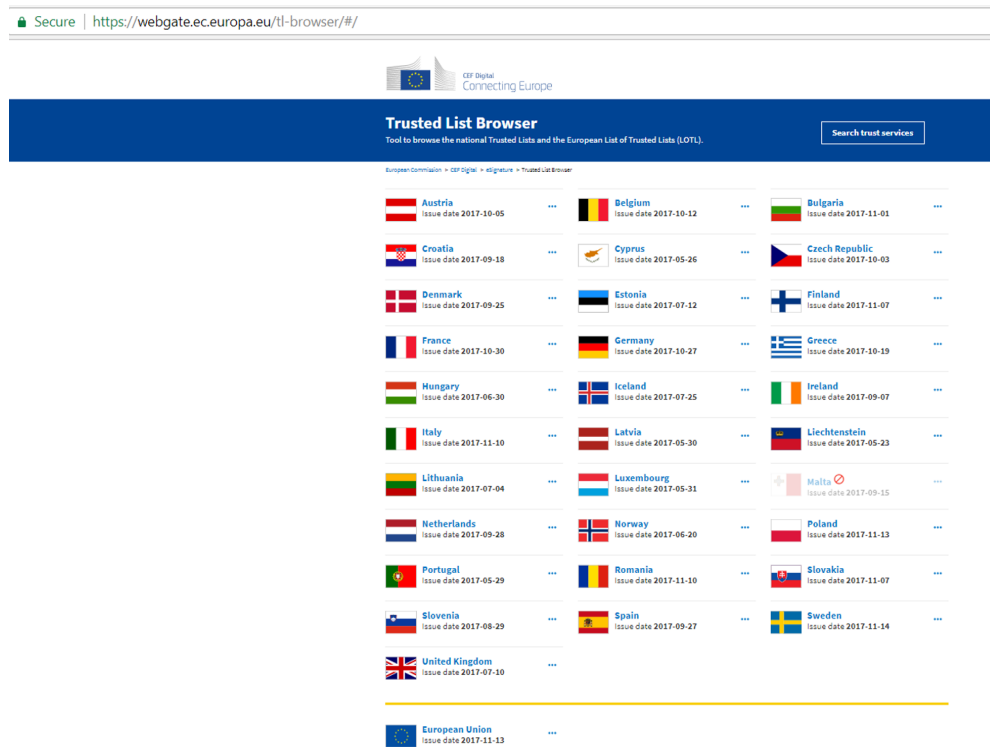 Secure | https://webgate.ec.europa.eu/tl-browser/#/
CEF Digital
Connecting Europe
Trusted List Browser
Tool to browse the national Trusted Lists and the European List of Trusted Lists (LOTL).
Search trust services
European Commission > CEF Digital > eSignature > Trusted List Browser
Austria
Issue date 2017-10-05
Belgium
Issue date 2017-10-12
Bulgaria
Issue date 2017-11-01
Croatia
Issue date 2017-09-18
Cyprus
Issue date 2017-05-26
Czech Republic
Issue date 2017-10-03
Denmark
Issue date 2017-09-25
Estonia
Issue date 2017-07-12
Finland
Issue date 2017-11-07
France
Issue date 2017-10-30
Germany
Issue date 2017-10-27
Greece
Issue date 2017-10-19
Hungary
Issue date 2017-06-30
Iceland
Issue date 2017-07-25
Ireland
Issue date 2017-09-07
Italy
Issue date 2017-11-10
Latvia
Issue date 2017-05-30
Liechtenstein
Issue date 2017-05-23
Lithuania
Issue date 2017-07-04
Luxembourg
Issue date 2017-05-31
Malta
Issue date 2017-09-15
Netherlands
Issue date 2017-09-28
Norway
Issue date 2017-06-20
Poland
Issue date 2017-11-13
Portugal
Issue date 2017-05-29
Romania
Issue date 2017-11-10
Slovakia
Issue date 2017-11-07
Slovenia
Issue date 2017-08-29
Spain
Issue date 2017-09-27
Sweden
Issue date 2017-11-14
United Kingdom
Issue date 2017-07-10
European Union
Issue date 2017-11-13